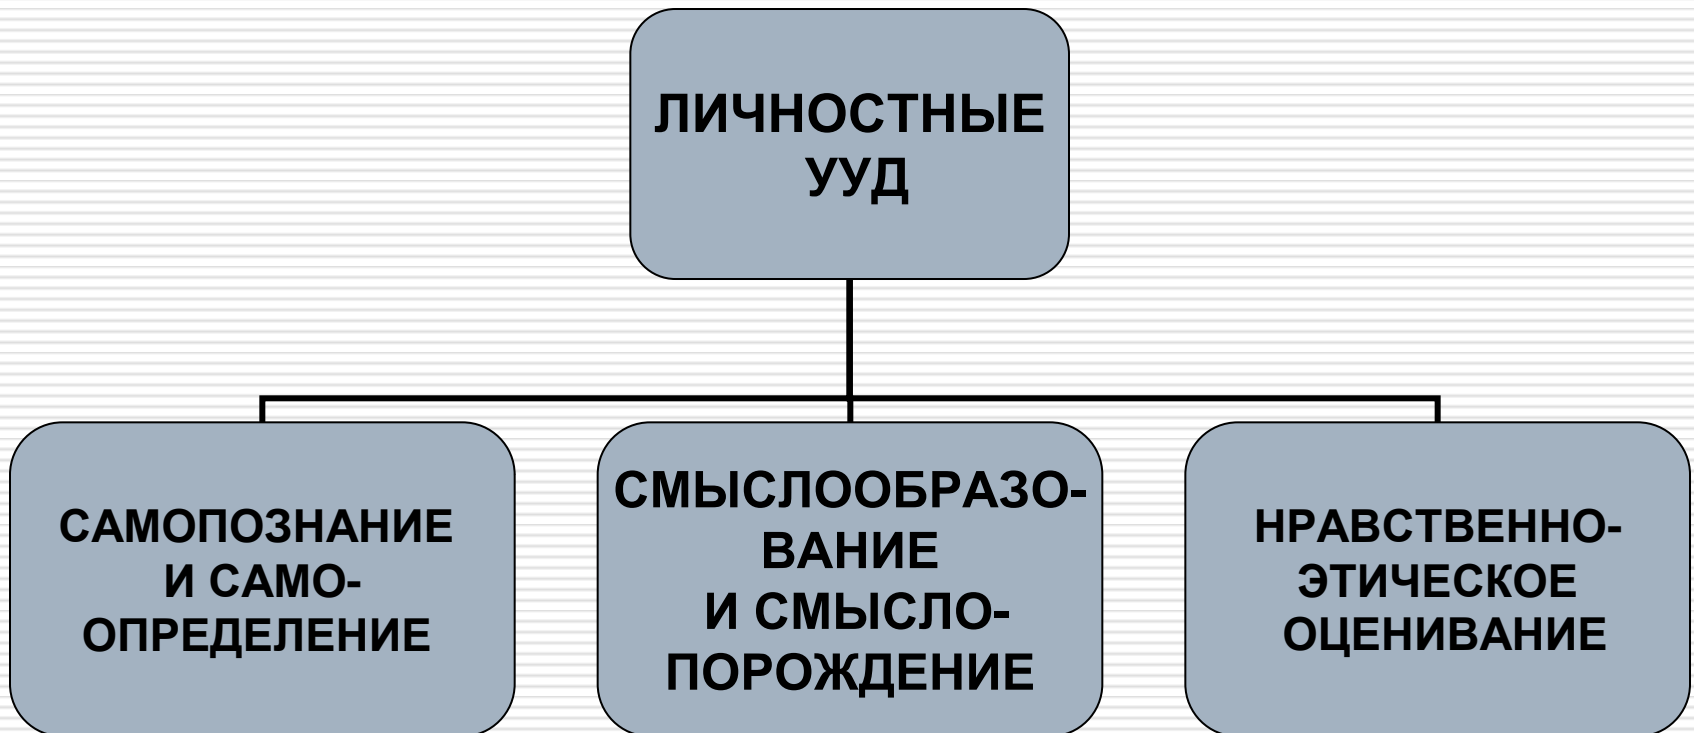 ЛИЧНОСТНЫЕ
УУД
САМОПОЗНАНИЕ
И САМО-
ОПРЕДЕЛЕНИЕ
СМЫСЛООБРАЗО-
ВАНИЕ
И СМЫСЛО-
ПОРОЖДЕНИЕ
НРАВСТВЕННО-
ЭТИЧЕСКОЕ
ОЦЕНИВАНИЕ